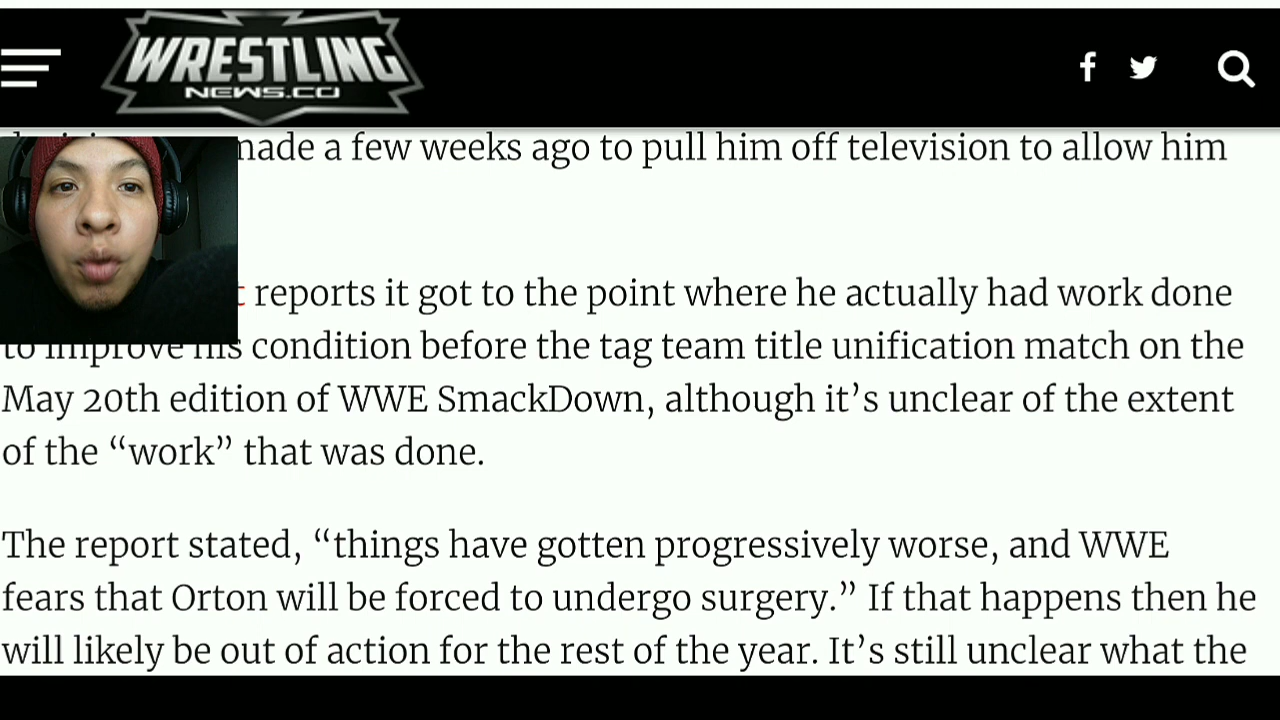 WRESTLING
NEWS.CO
made a few weeks ago to pull him off television to allow him
reports it got to the point where he actually had work done
to improve his condition before the tag team title unification match on the
May 20th edition of WWE SmackDown, although it’s unclear of the extent
of the “work” that was done.
The report stated, “things have gotten progressively worse, and WWE
fears that Orton will be forced to undergo surgery.” If that happens then he
will likely be out of action for the rest of the year. It’s still unclear what the